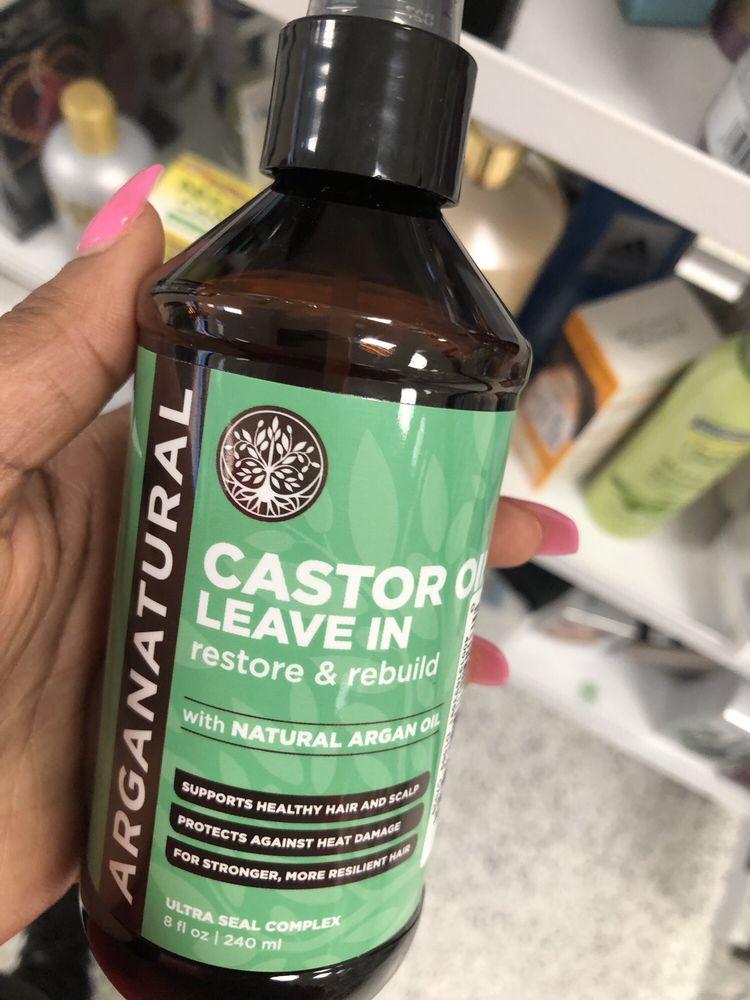 ARGANATURAL
CASTOR OIL
LEAVE IN
restore & rebuild
with NATURAL ARGAN OIL
SUPPORTS HEALTHY HAIR AND SCALP
PROTECTS AGAINST HEAT DAMAGE
FOR STRONGER, MORE RESILIENT HAIR
ULTRA SEAL COMPLEX
8 fl oz | 240 ml